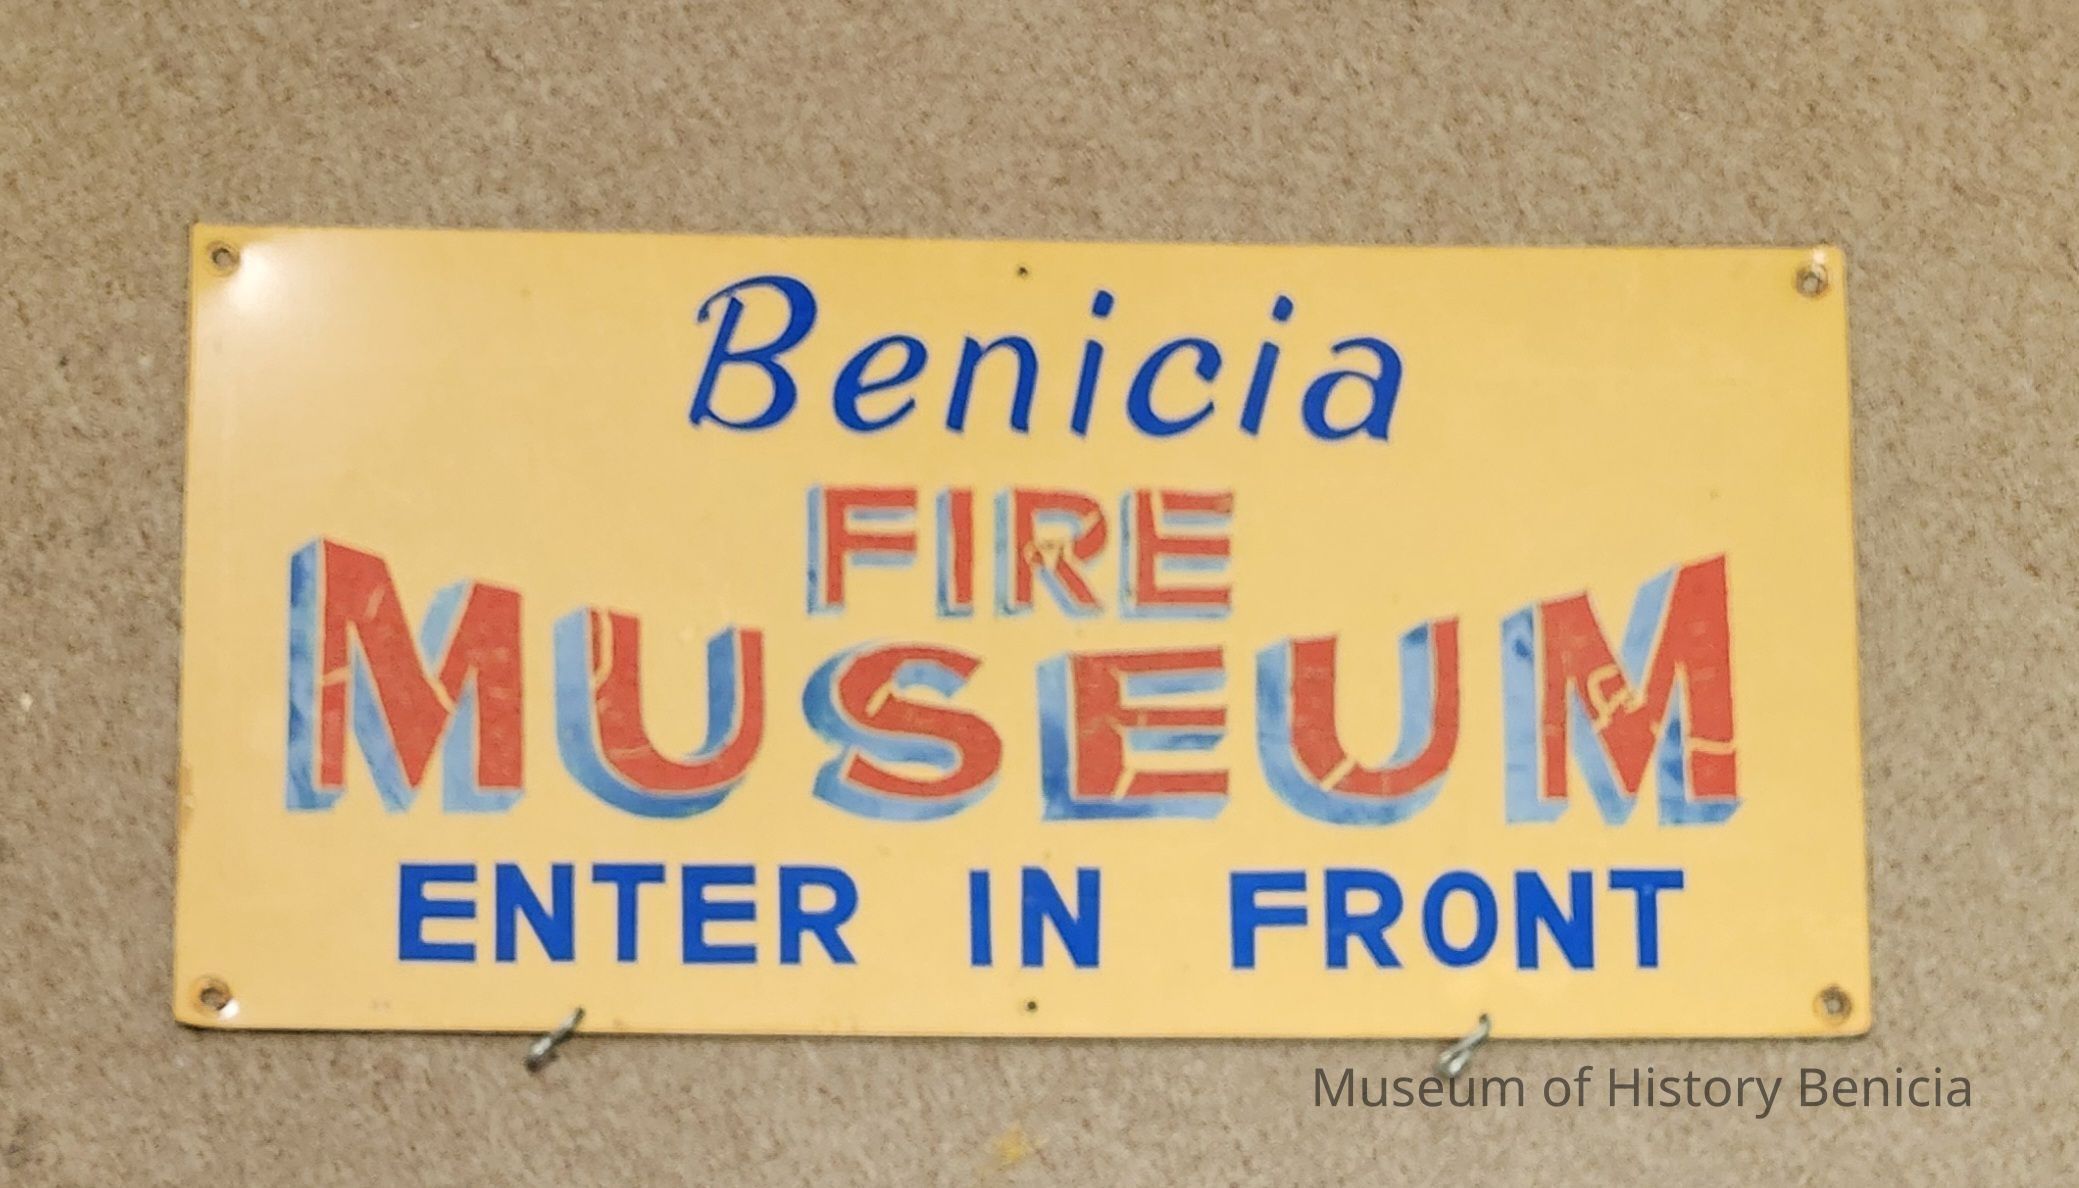 Benicia
FIRE
MUSEUM
ENTER IN FRONT
Museum of History Benicia